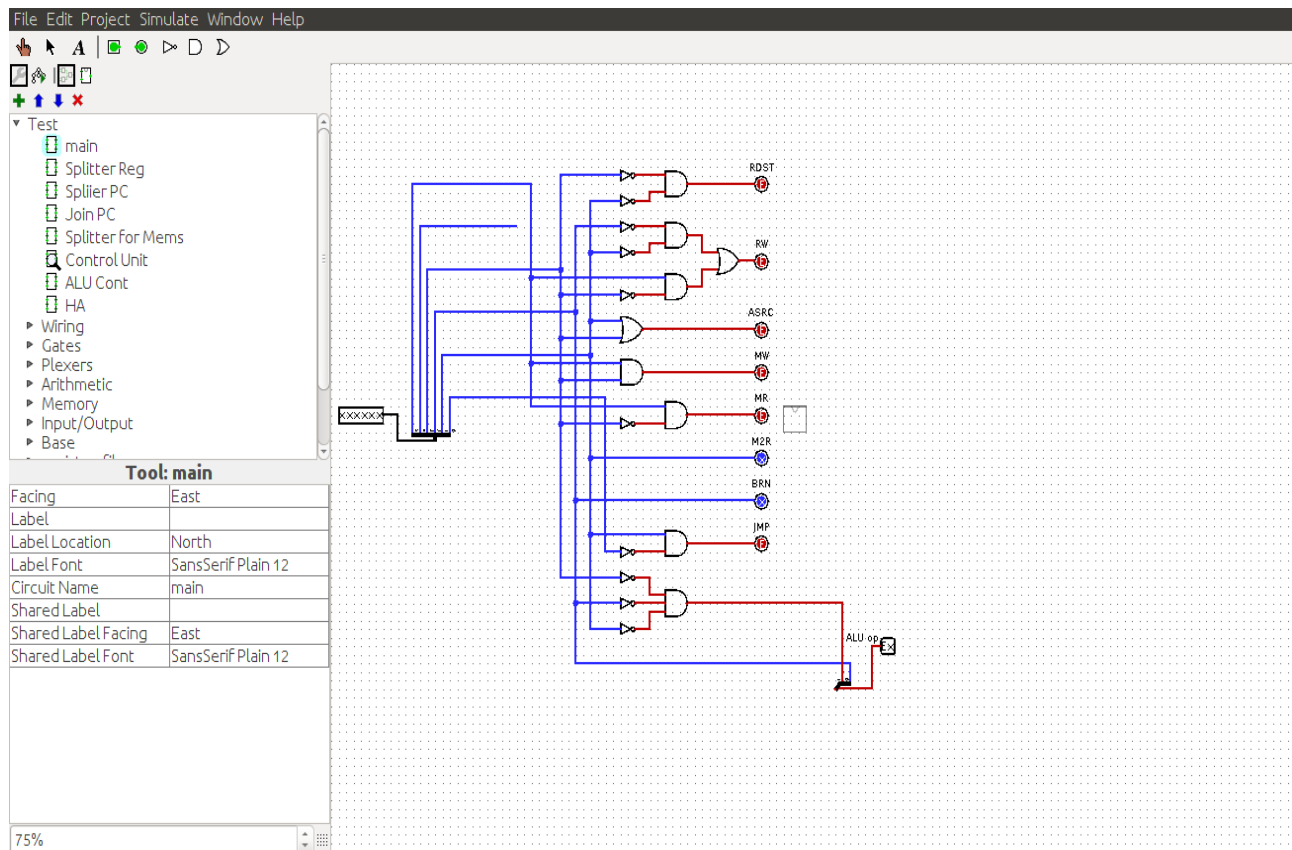 File Edit Project Simulate Window Help
A
Test
main
Splitter Reg
Spliier PC
Join PC
Splitter for Mems
Control Unit
ALU Cont
HA
Wiring
Gates
Plexers
Arithmetic
Memory
Input/Output
Base
Tool: main
Facing East
Label
Label Location North
Label Font SansSerif Plain 12
Circuit Name main
Shared Label
Shared Label Facing East
Shared Label Font SansSerif Plain 12
75%
xxxxxx
RDST
E
RW
E
ASRC
E
MW
E
MR
E
M2R
x
BRN
x
JMP
E
ALU op
Ex